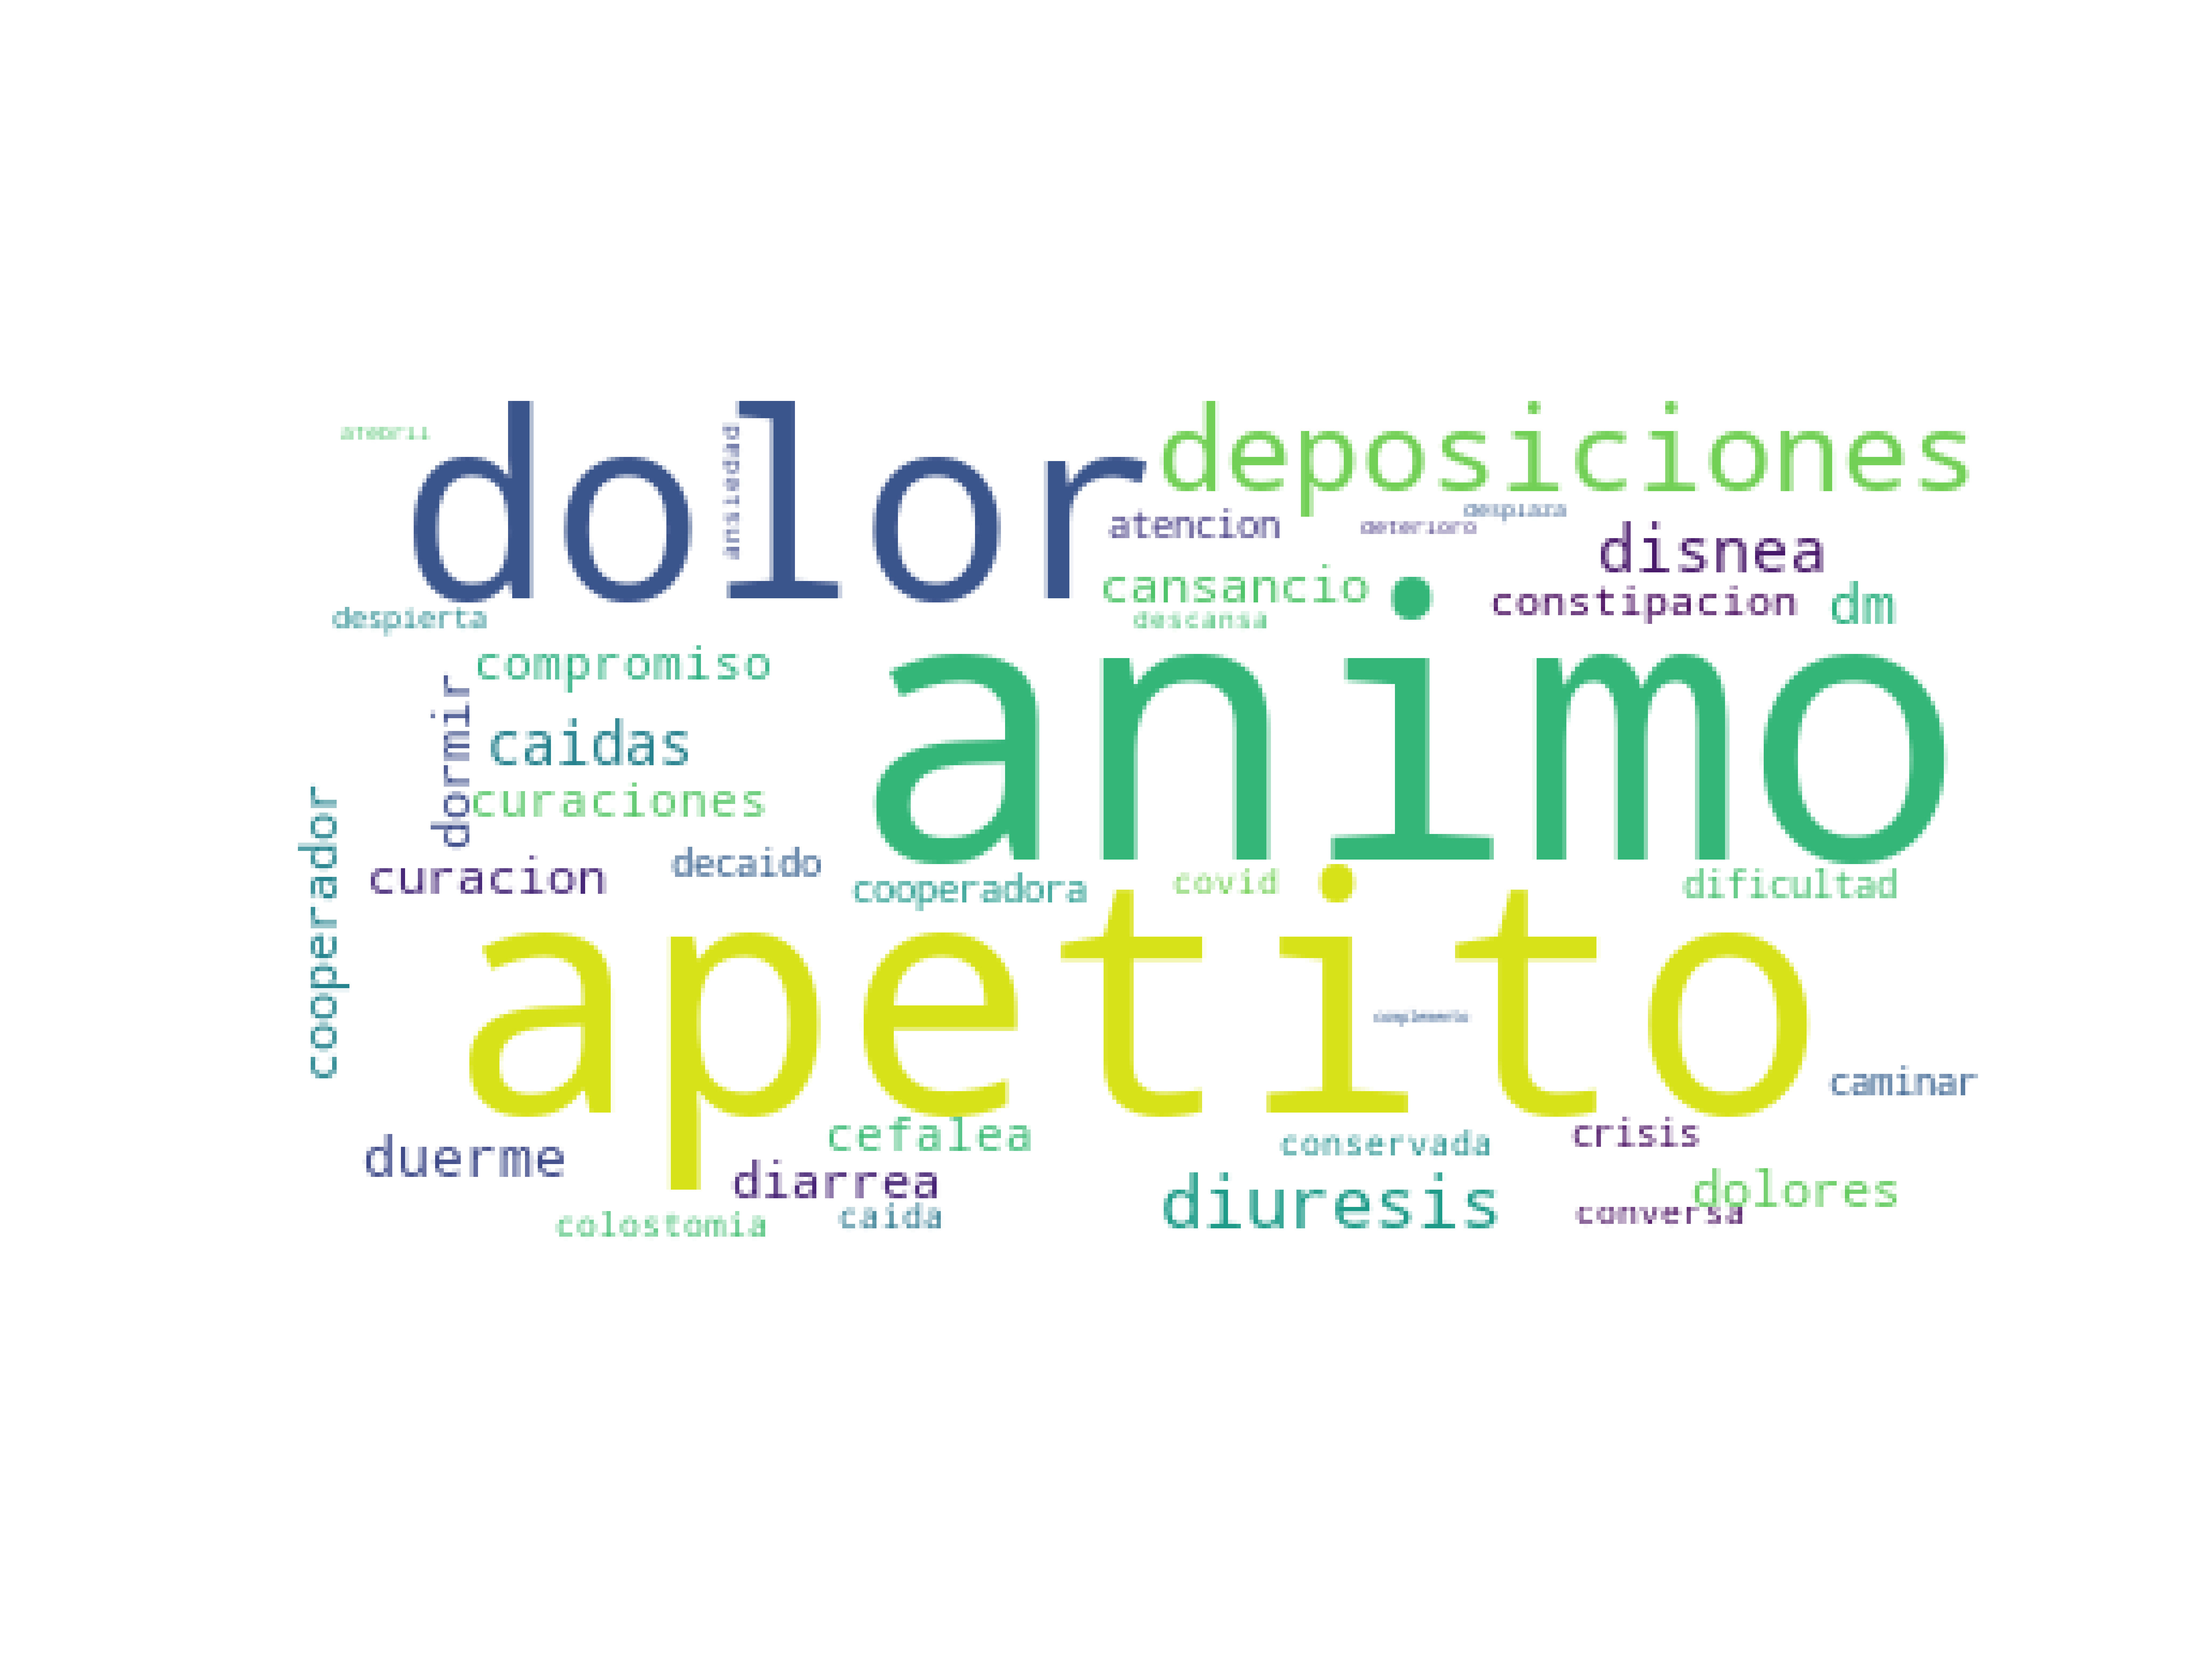 dolor
deposiciones
afebril
ansiedad
atencion
deterioro
desplaza
disnea
cansancio
constipacion
dm
despierta
descansa
compromiso
animo
dormir
caidas
curaciones
cooperador
curacion
decaido
cooperadora
covid
dificultad
apetito
complemento
caminar
duerme
cefalea
conservada
crisis
diarrea
diuresis
dolores
colostomia
caida
conversa